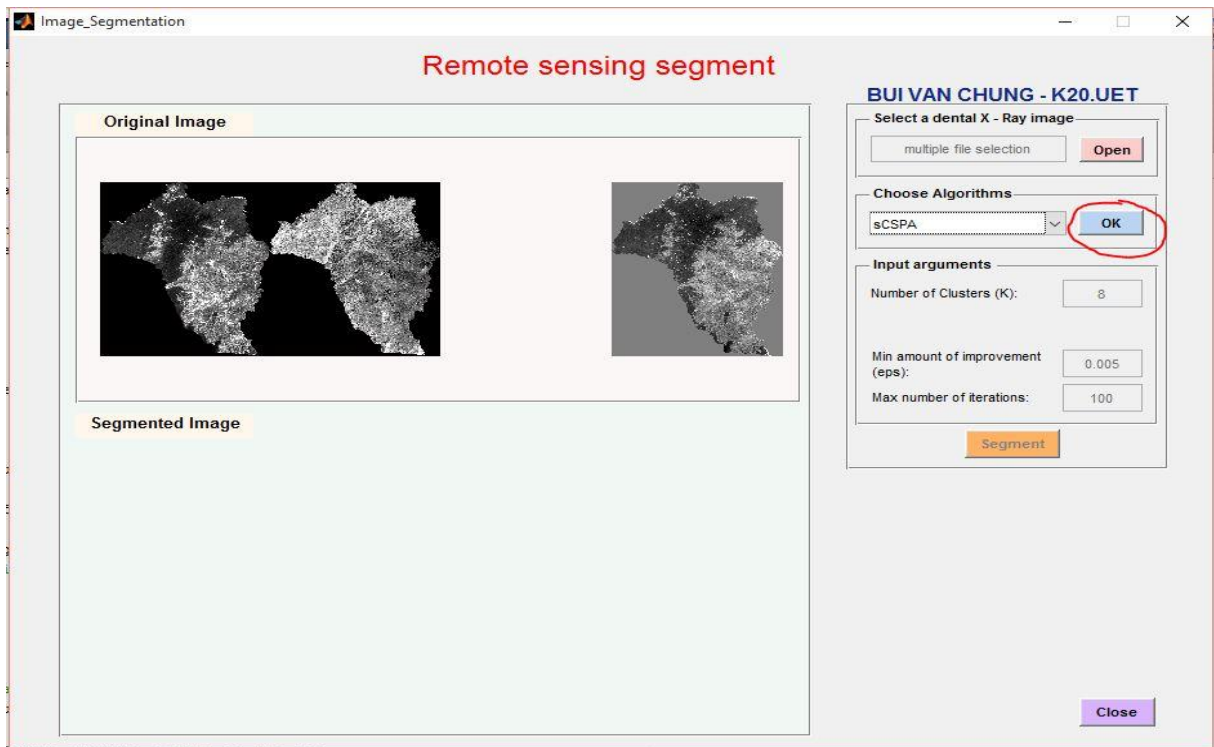 Image_Segmentation
Remote sensing segment
BUI VAN CHUNG - K20.UET
Original Image
Select a dental X - Ray image
multiple file selection
Open
Choose Algorithms
sCSPA
OK
Input arguments
Number of Clusters (K):
8
Min amount of improvement
(eps):
0.005
Max number of iterations:
100
Segment
Segmented Image
Close